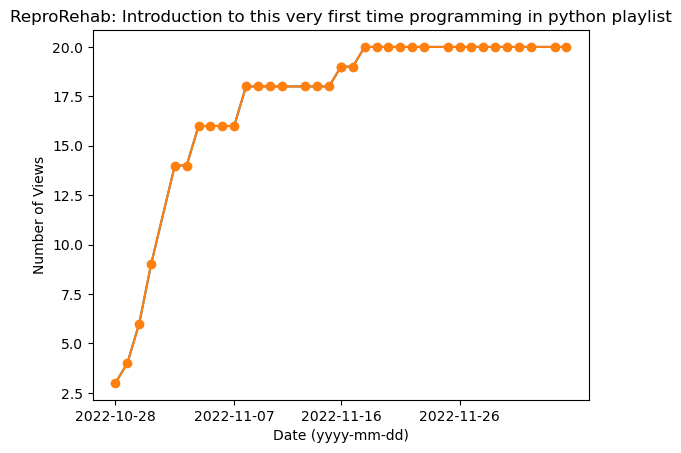 ReproRehab: Introduction to this very first time programming in python playlist
20.0
17.5
15.0
12.5
10.0
7.5
5.0
2.5
Number of Views
2022-10-28 2022-11-07 2022-11-16 2022-11-26
Date (yyyy-mm-dd)